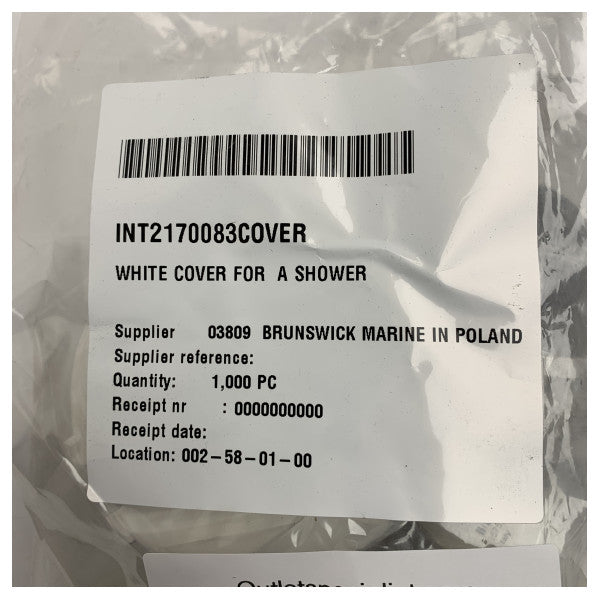 INT2170083COVER
WHITE COVER FOR A SHOWER
Supplier 03809 BRUNSWICK MARINE IN POLAND
Supplier reference:
Quantity: 1,000 PC
Receipt nr : 0000000000
Receipt date:
Location: 002-58-01-00